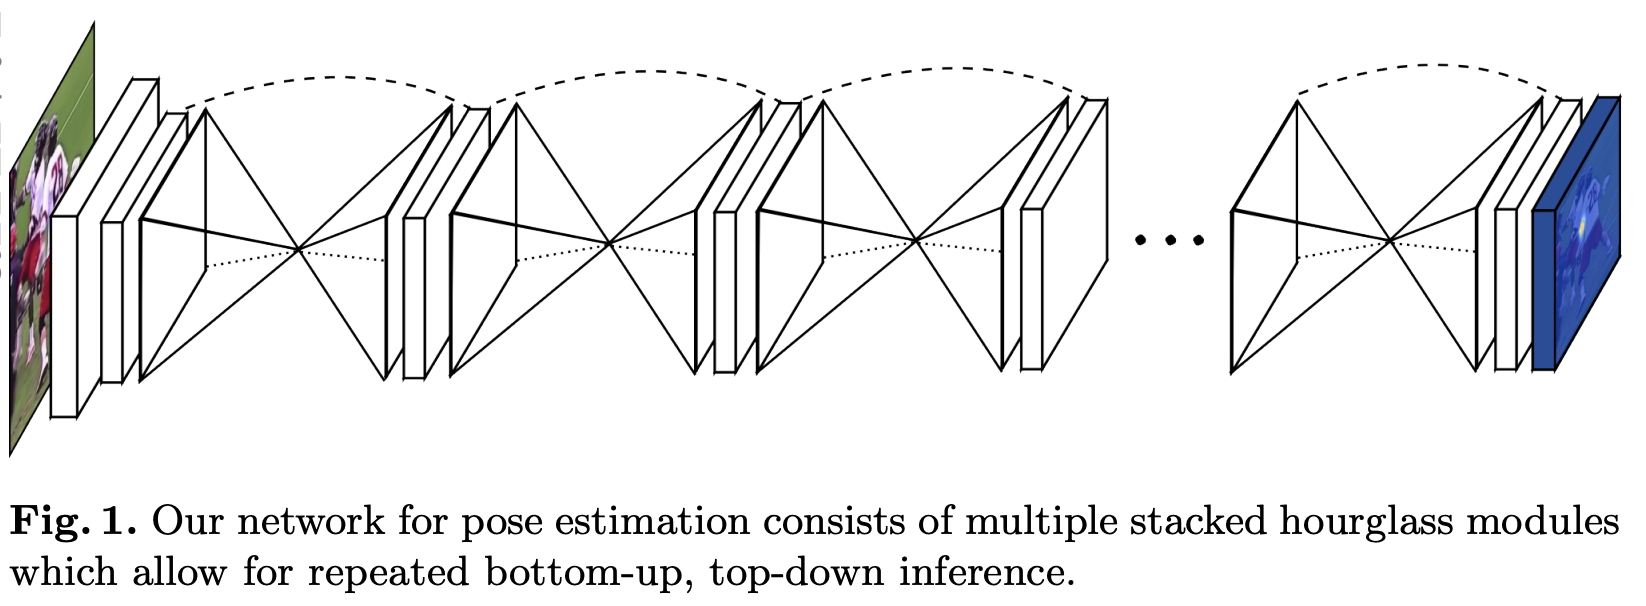 Fig. 1. Our network for pose estimation consists of multiple stacked hourglass modules
which allow for repeated bottom-up, top-down inference.